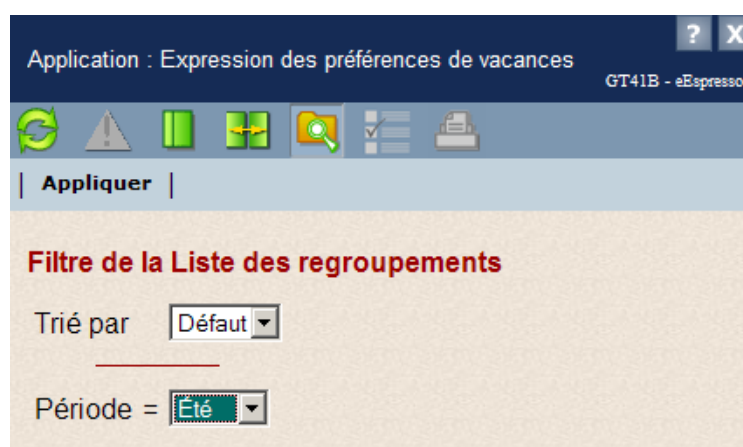 ? X
Application : Expression des préférences de vacances
GT41B - eEspresso
| Appliquer |
Filtre de la Liste des regroupements
Trié par Défaut
Période = Été